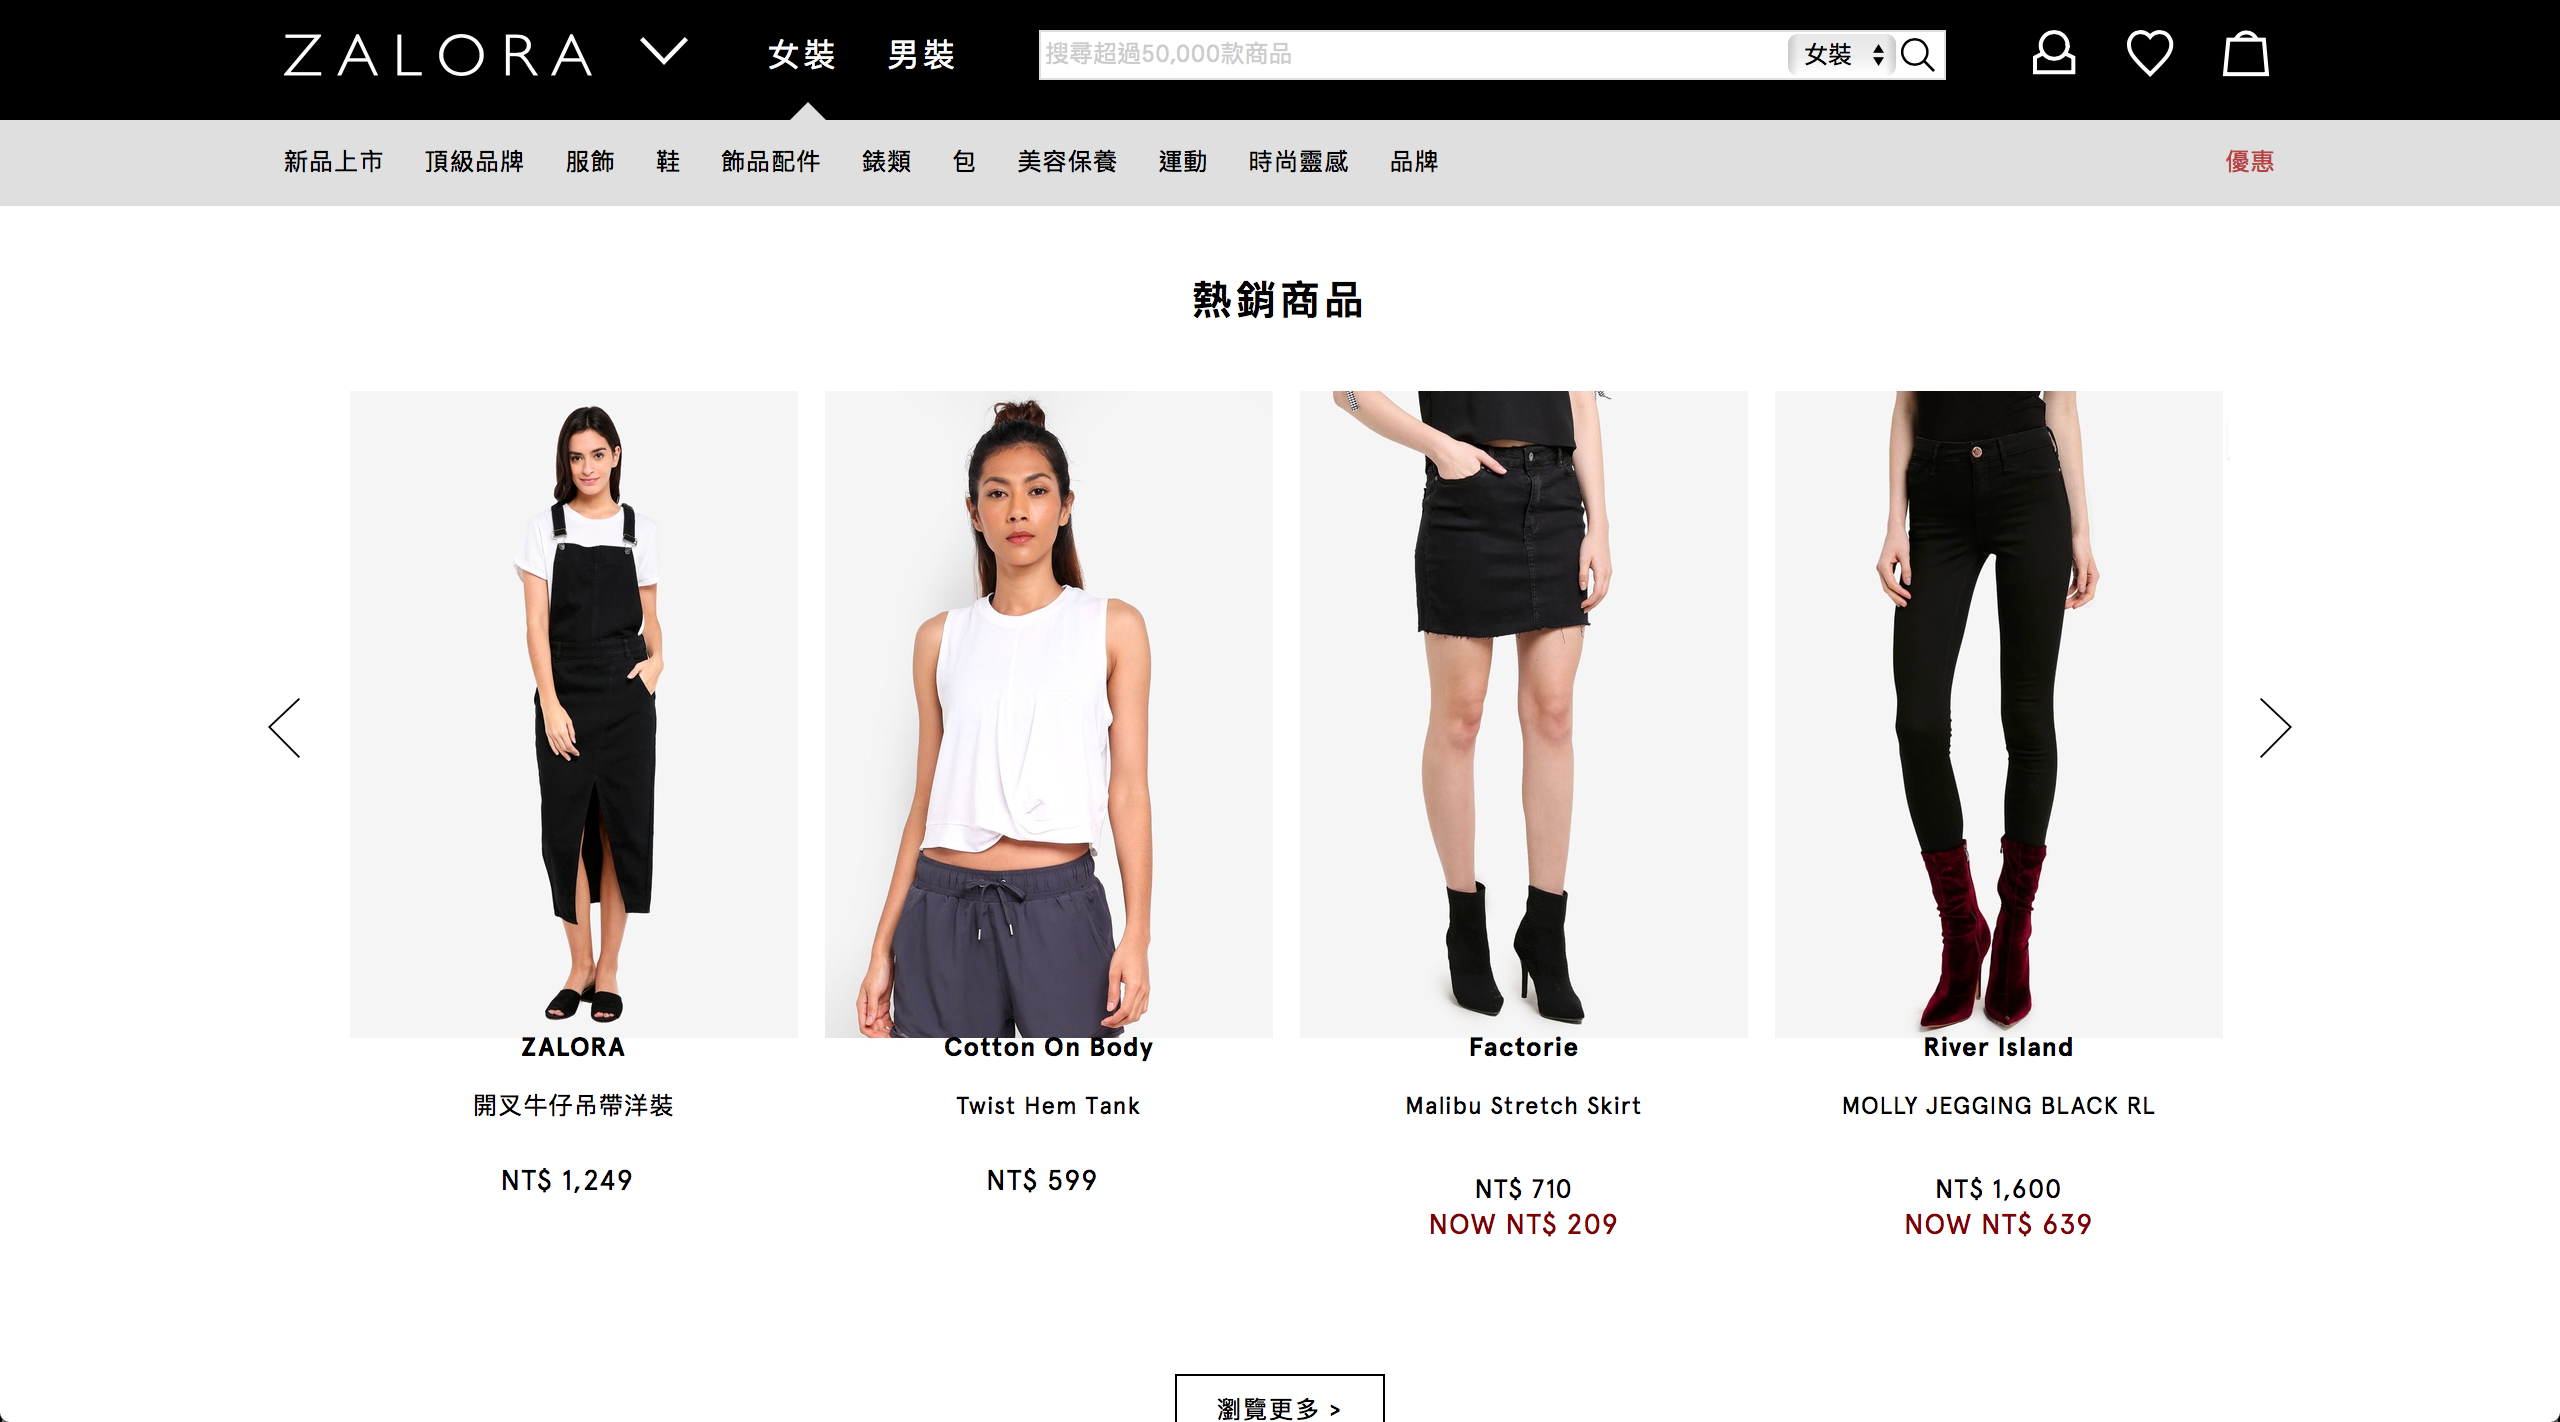 ZALORA 女裝 男裝 搜尋超過50,000款商品 女裝
新品上市 頂級品牌 服飾 鞋 飾品配件 錶類 包 美容保養 運動 時尚靈感 品牌 優惠
熱銷商品
ZALORA
開叉牛仔吊帶洋裝
NT$ 1,249
Cotton On Body
Twist Hem Tank
NT$ 599
Factorie
Malibu Stretch Skirt
NT$ 710
NOW NT$ 209
River Island
MOLLY JEGGING BLACK RL
NT$ 1,600
NOW NT$ 639
瀏覽更多 >